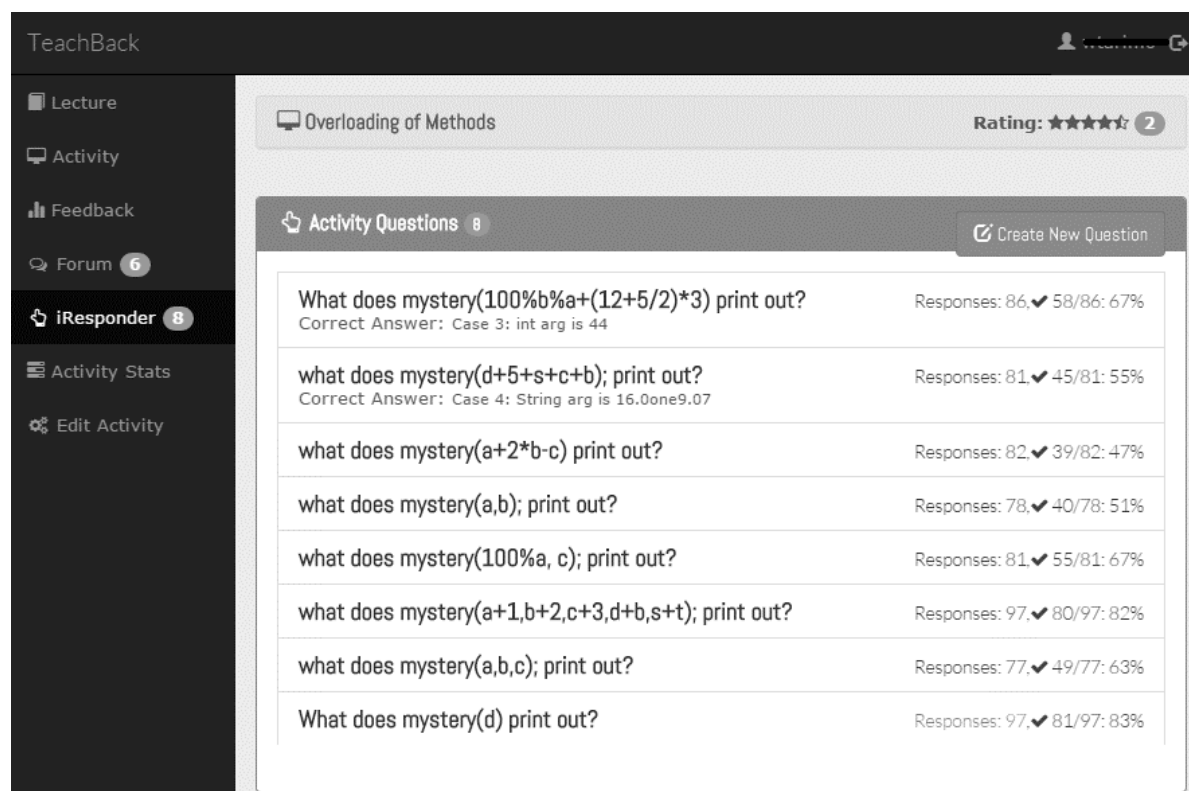 TeachBack
Lecture
Activity
Feedback
Forum 6
iResponder 8
Activity Stats
Edit Activity
Overloading of Methods Rating: 2
Activity Questions 8
Create New Question
What does mystery(100%b%a+(12+5/2)*3) print out? Responses: 86, ✔ 58/86: 67%
Correct Answer: Case 3: int arg is 44
what does mystery(d+5+s+c+b); print out? Responses: 81, ✔ 45/81: 55%
Correct Answer: Case 4: String arg is 16.0one9.07
what does mystery(a+2*b-c) print out? Responses: 82, ✔ 39/82: 47%
what does mystery(a,b); print out? Responses: 78, ✔ 40/78: 51%
what does mystery(100%a, c); print out? Responses: 81, ✔ 55/81: 67%
what does mystery(a+1,b+2,c+3,d+b,s+t); print out? Responses: 97, ✔ 80/97: 82%
what does mystery(a,b,c); print out? Responses: 77, ✔ 49/77: 63%
What does mystery(d) print out? Responses: 97, ✔ 81/97: 83%